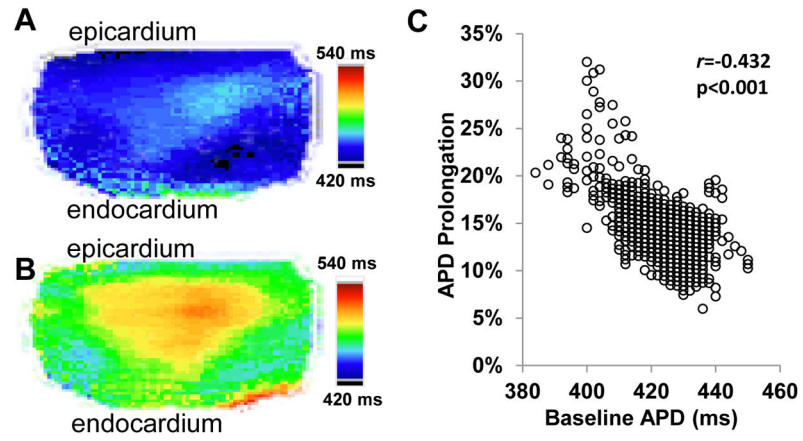 A
epicardium
540 ms
420 ms
endocardium
B
epicardium
540 ms
420 ms
endocardium
C
35%
30%
25%
20%
15%
10%
5%
0%
APD Prolongation
r=-0.432
p<0.001
380 400 420 440 460
Baseline APD (ms)